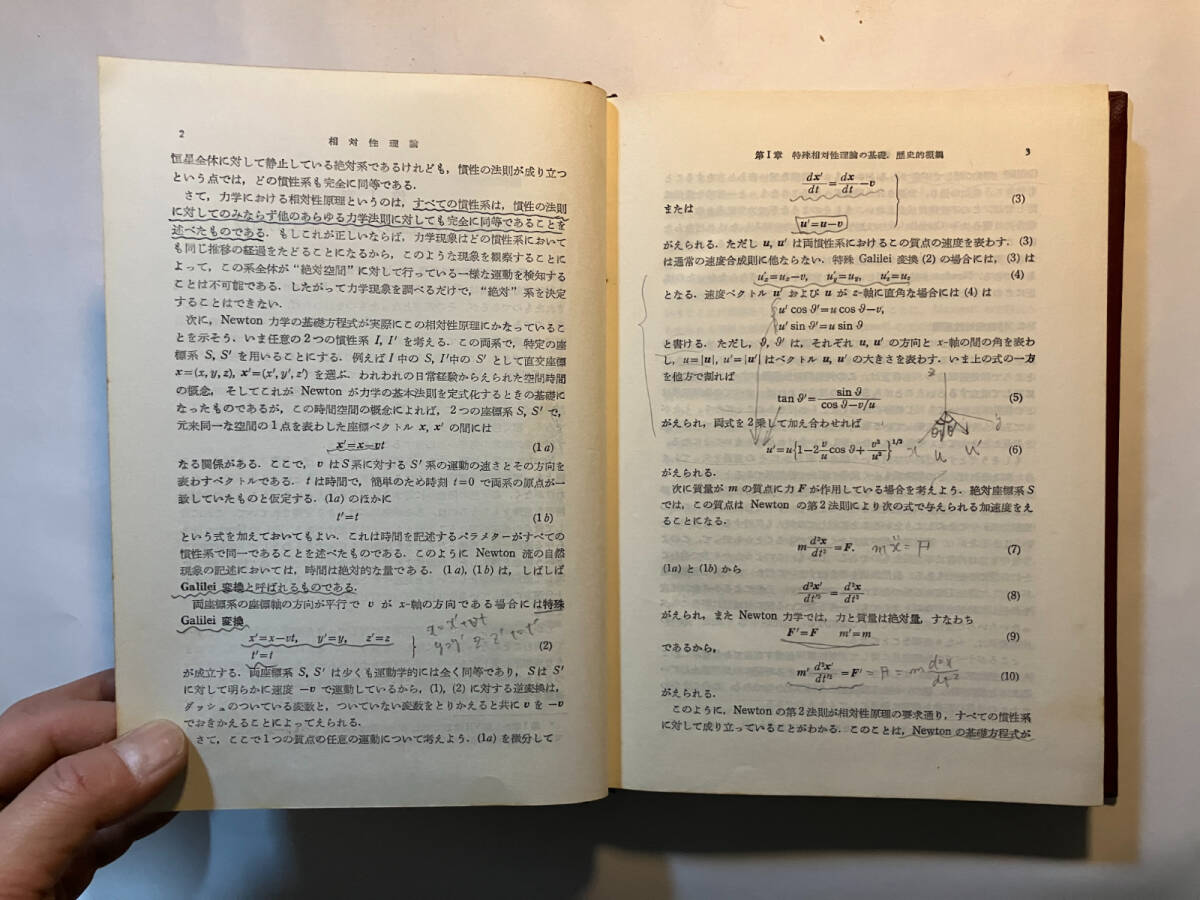 2
相対性理論
恒星全体に対して静止している絶対系であるけれども，慣性の法則が成り立つ
という点では，どの慣性系も完全に同等である．
さて，力学における相対性原理というのは，すべての慣性系は，慣性の法則
に対してのみならず他のあらゆる力学法則に対しても完全に同等であることを
述べたものである．もしこれが正しいならば，力学現象はどの慣性系において
も同じ推移の経過をたどることになるから，このような現象を観察することに
よって，この系全体が“絶対空間”に対して行っている一様な運動を検知する
ことは不可能である．したがって力学現象を調べるだけで，“絶対”系を決定
することはできない．
次に，Newton 力学の基礎方程式が実際にこの相対性原理にかなっているこ
とを示そう．いま任意の2つの慣性系 I, I' を考える．この両系で，特定の座
標系 S, S' を用いることにする．例えば I 中の S, I' 中の S' として直交座標
x=(x, y, z), x'=(x', y', z') を選ぶ．われわれの日常経験からえられた空間時間
の概念，そしてこれが Newton が力学の基本法則を定式化するときの基礎に
なったものであるが，この時間空間の概念によれば，2つの座標系 S, S' で，
元来同一な空間の1点を表わした座標ベクトル x, x' の間には
x'=x−vt (1a)
なる関係がある．ここで，v は S 系に対する S' 系の運動の速さとその方向を
表わすベクトルである．t は時間で，簡単のため時刻 t=0 で両系の原点が一
致していたものと仮定する．(1a) のほかに
t'=t (1b)
という式を加えておいてもよい．これは時間を記述するパラメターがすべての
慣性系で同一であることを述べたものである．このように Newton 流の自然
現象の記述においては，時間は絶対的な量である．(1a), (1b) は，しばしば
Galilei 変換と呼ばれるものである．
両座標系の座標軸の方向が平行で v が x-軸の方向である場合には特殊
Galilei 変換
x'=x−vt, y'=y, z'=z
t'=t (2)
x=x'+vt
y=y' z=z' t=t'
が成立する．両座標系 S, S' は少くも運動学的には全く同等であり，S は S'
に対して明らかに速度 −v で運動しているから，(1), (2) に対する逆変換は，
ダッシュのついている変数と，ついていない変数をとりかえると共に v を −v
でおきかえることによってえられる．
さて，ここで1つの質点の任意の運動について考えよう．(1a) を微分して
第I章 特殊相対性理論の基礎．歴史的概観
3
dx'/dt=dx/dt−v (3)
または
u'=u−v
がえられる．ただし u, u' は両慣性系におけるこの質点の速度を表わす．(3)
は通常の速度合成則に他ならない．特殊 Galilei 変換 (2) の場合には，(3) は
u'x=ux−v, u'y=uy, u'z=uz (4)
となる．速度ベクトル u' および u が z-軸に直角な場合には (4) は
u' cos ϑ'=u cos ϑ−v,
u' sin ϑ'=u sin ϑ
と書ける．ただし，ϑ, ϑ' は，それぞれ u, u' の方向と x-軸の間の角を表わ
し，u=|u|, u'=|u'| はベクトル u, u' の大きさを表わす．いま上の式の一方
を他方で割れば
tan ϑ'=sin ϑ/(cos ϑ−v/u) (5)
がえられ，両式を2乗して加え合わせれば
u'=u{1−2 v/u cos ϑ+v²/u²}^1/2 (6)
z
y
x
u
u'
がえられる．
次に質量が m の質点に力 F が作用している場合を考えよう．絶対座標系 S
では，この質点は Newton の第2法則により次の式で与えられる加速度をえ
ることになる．
m d²x/dt²=F. (7)
mẍ=F
(1a) と (1b) から
d²x'/dt'²=d²x/dt² (8)
がえられ，また Newton 力学では，力と質量は絶対量，すなわち
F'=F m'=m (9)
であるから，
m' d²x'/dt'²=F' (10)
=F=m d²x/dt²
がえられる．
このように，Newton の第2法則が相対性原理の要求通り，すべての慣性系
に対して成り立っていることがわかる．このことは，Newton の基礎方程式が